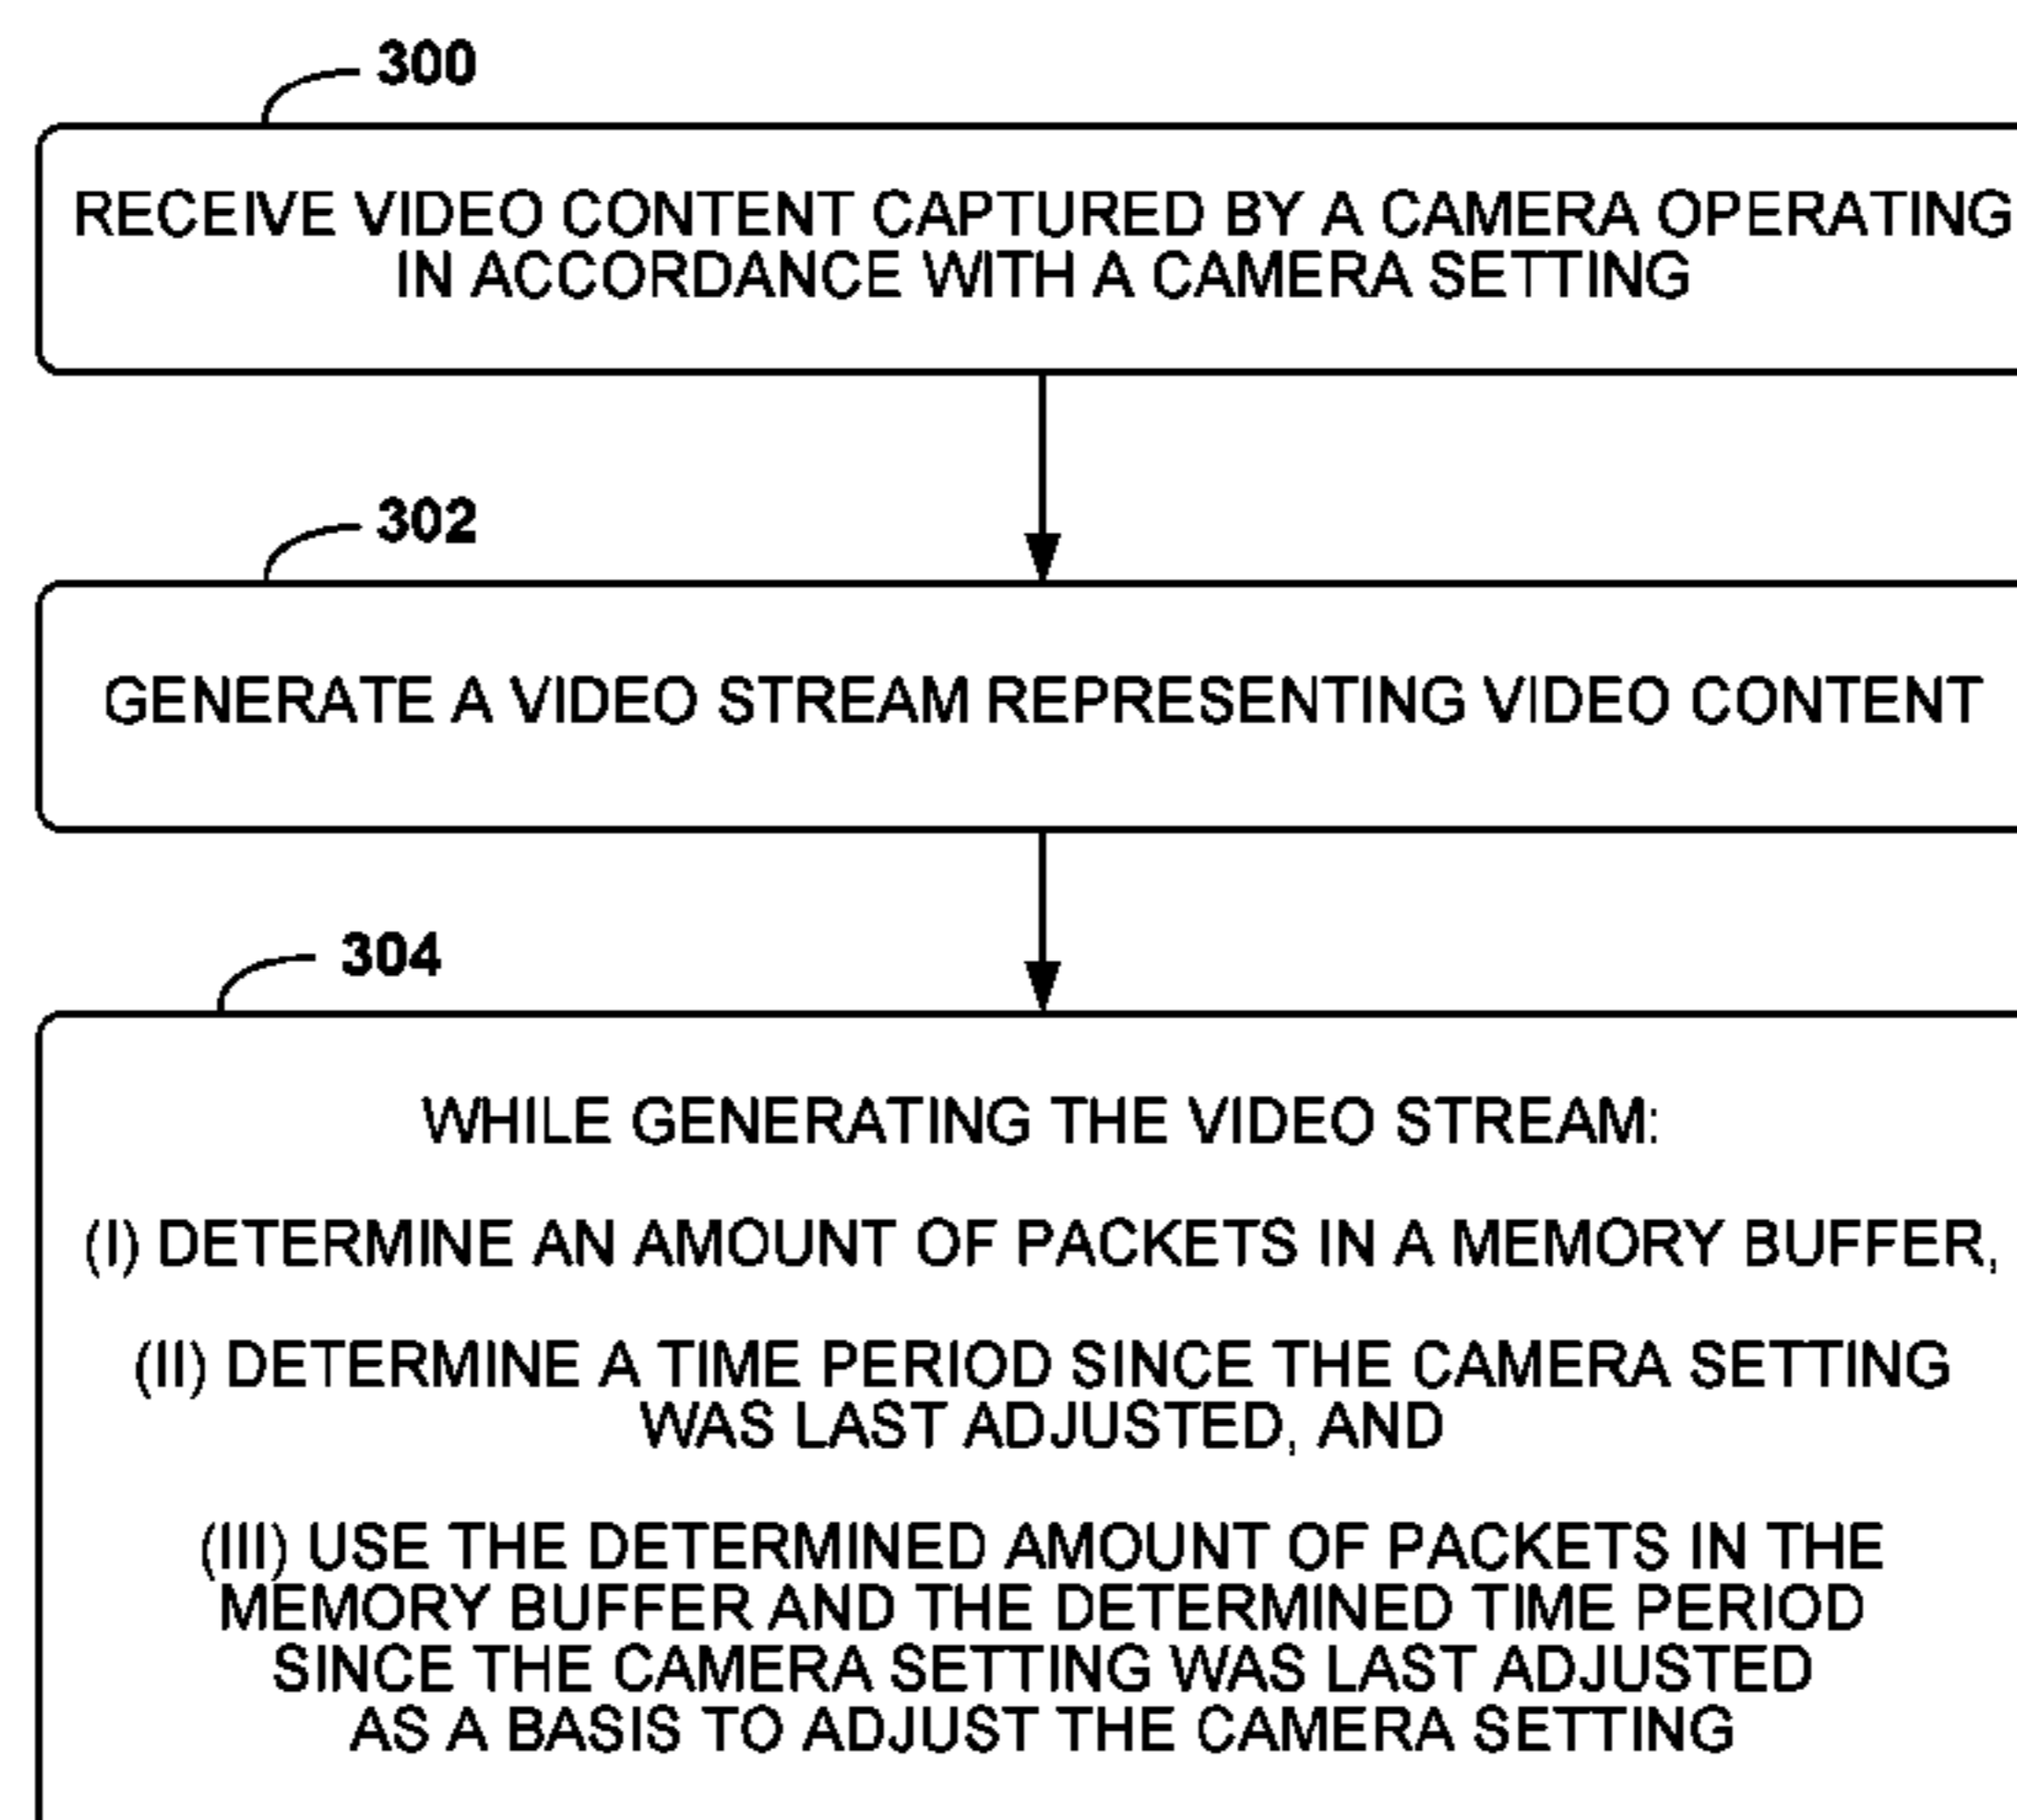 300
RECEIVE VIDEO CONTENT CAPTURED BY A CAMERA OPERATING
IN ACCORDANCE WITH A CAMERA SETTING
302
GENERATE A VIDEO STREAM REPRESENTING VIDEO CONTENT
304
WHILE GENERATING THE VIDEO STREAM:
(I) DETERMINE AN AMOUNT OF PACKETS IN A MEMORY BUFFER,
(II) DETERMINE A TIME PERIOD SINCE THE CAMERA SETTING
WAS LAST ADJUSTED, AND
(III) USE THE DETERMINED AMOUNT OF PACKETS IN THE
MEMORY BUFFER AND THE DETERMINED TIME PERIOD
SINCE THE CAMERA SETTING WAS LAST ADJUSTED
AS A BASIS TO ADJUST THE CAMERA SETTING